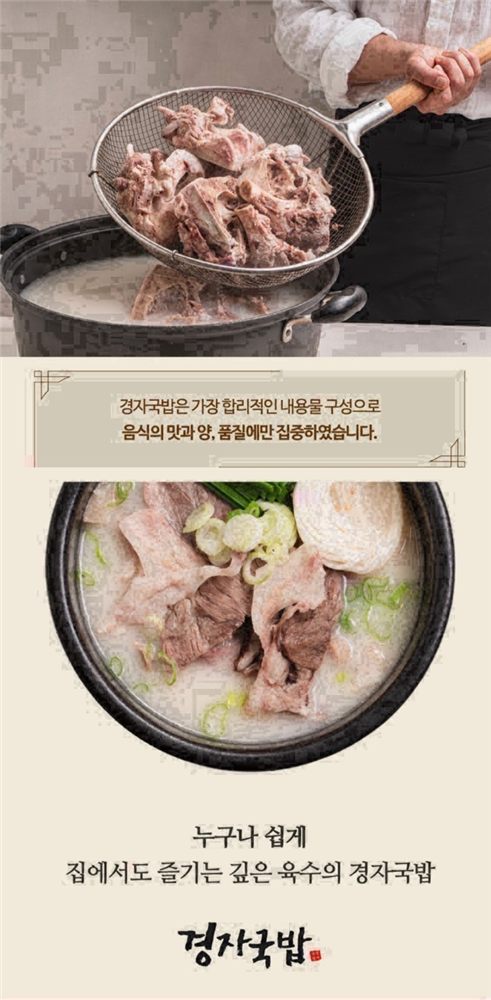 경자국밥은 가장 합리적인 내용물 구성으로
음식의 맛과 양, 품질에만 집중하였습니다.
누구나 쉽게
집에서도 즐기는 깊은 육수의 경자국밥
경자국밥